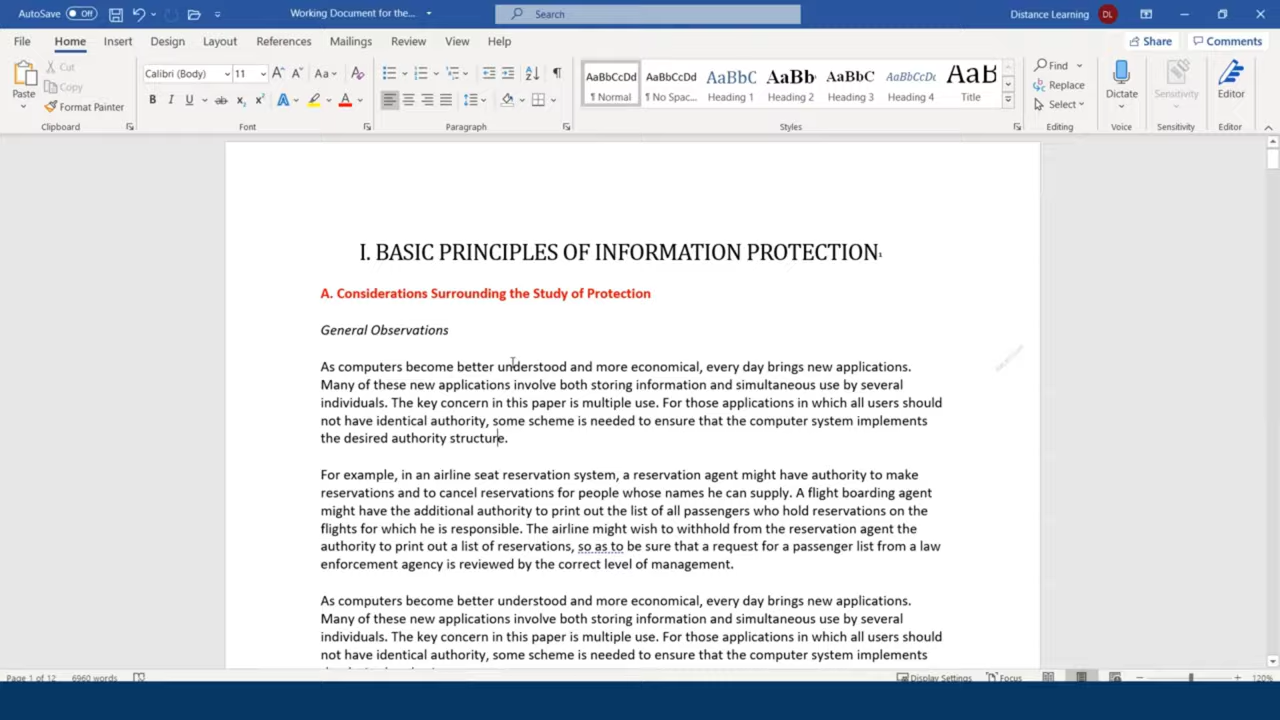 AutoSave Off Working Document for the... Search Distance Learning DL
File Home Insert Design Layout References Mailings Review View Help Share Comments
Paste Cut Copy Format Painter Clipboard
Calibri (Body) 11 Aa B I U ab x₂ x² A A Font
Paragraph
AaBbCcDd AaBbCcDd AaBbC AaBb AaBbC AaBbCcDc AaB
¶ Normal ¶ No Spac... Heading 1 Heading 2 Heading 3 Heading 4 Title
Styles
Find Replace Select Editing
Dictate Voice
Sensitivity Sensitivity
Editor Editor
I. BASIC PRINCIPLES OF INFORMATION PROTECTION
A. Considerations Surrounding the Study of Protection
General Observations
As computers become better understood and more economical, every day brings new applications.
Many of these new applications involve both storing information and simultaneous use by several
individuals. The key concern in this paper is multiple use. For those applications in which all users should
not have identical authority, some scheme is needed to ensure that the computer system implements
the desired authority structure.
For example, in an airline seat reservation system, a reservation agent might have authority to make
reservations and to cancel reservations for people whose names he can supply. A flight boarding agent
might have the additional authority to print out the list of all passengers who hold reservations on the
flights for which he is responsible. The airline might wish to withhold from the reservation agent the
authority to print out a list of reservations, so as to be sure that a request for a passenger list from a law
enforcement agency is reviewed by the correct level of management.
As computers become better understood and more economical, every day brings new applications.
Many of these new applications involve both storing information and simultaneous use by several
individuals. The key concern in this paper is multiple use. For those applications in which all users should
not have identical authority, some scheme is needed to ensure that the computer system implements
Page 1 of 12 6960 words Display Settings Focus 120%